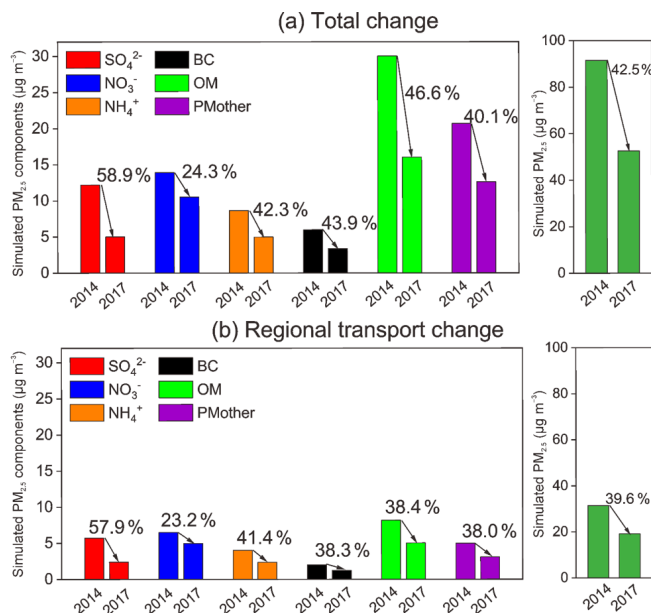 (a) Total change
Simulated PM2.5 components (µg m⁻³)
30
25
20
15
10
5
0
SO₄²⁻
NO₃⁻
NH₄⁺
BC
OM
PMother
58.9 %
24.3 %
42.3 %
43.9 %
46.6 %
40.1 %
2014 2017 2014 2017 2014 2017 2014 2017 2014 2017 2014 2017
Simulated PM2.5 (µg m⁻³)
100
80
60
40
20
0
42.5 %
2014 2017
(b) Regional transport change
Simulated PM2.5 components (µg m⁻³)
30
25
20
15
10
5
0
SO₄²⁻
NO₃⁻
NH₄⁺
BC
OM
PMother
57.9 %
23.2 %
41.4 %
38.3 %
38.4 %
38.0 %
2014 2017 2014 2017 2014 2017 2014 2017 2014 2017 2014 2017
Simulated PM2.5 (µg m⁻³)
100
80
60
40
20
0
39.6 %
2014 2017